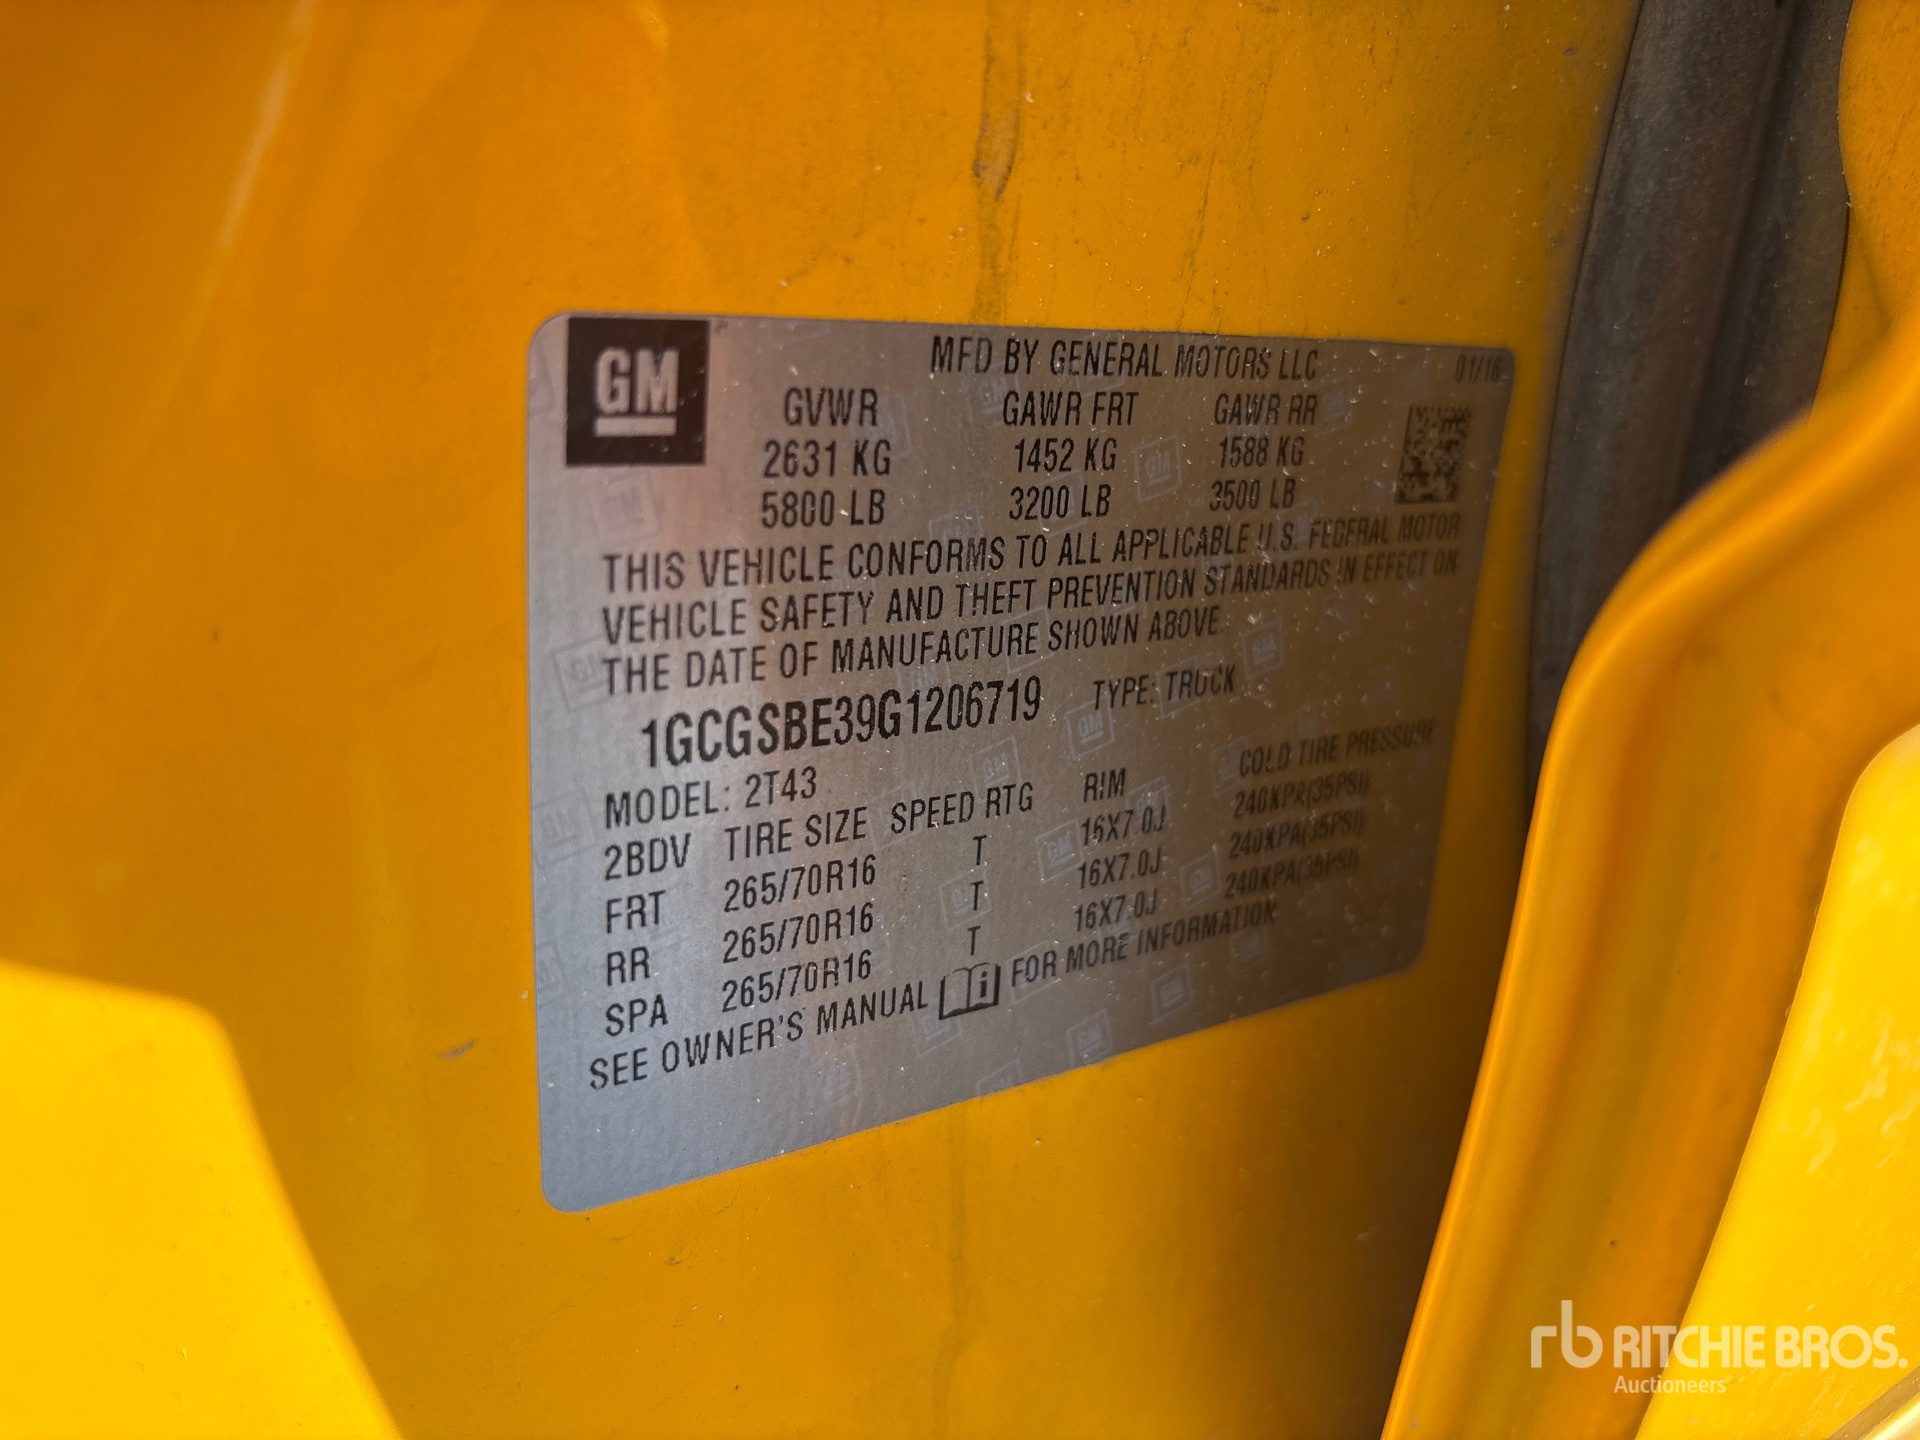 GM
MFD BY GENERAL MOTORS LLC 01/16
GVWR GAWR FRT GAWR RR
2631 KG 1452 KG 1588 KG
5800 LB 3200 LB 3500 LB
THIS VEHICLE CONFORMS TO ALL APPLICABLE U.S. FEDERAL MOTOR
VEHICLE SAFETY AND THEFT PREVENTION STANDARDS IN EFFECT ON
THE DATE OF MANUFACTURE SHOWN ABOVE.
1GCGSBE39G1206719 TYPE: TRUCK
MODEL: 2T43
2BDV TIRE SIZE SPEED RTG RIM COLD TIRE PRESSURE
FRT 265/70R16 T 16X7.0J 240KPA(35PSI)
RR 265/70R16 T 16X7.0J 240KPA(35PSI)
SPA 265/70R16 T 16X7.0J 240KPA(35PSI)
SEE OWNER'S MANUAL FOR MORE INFORMATION
rb RITCHIE BROS.
Auctioneers